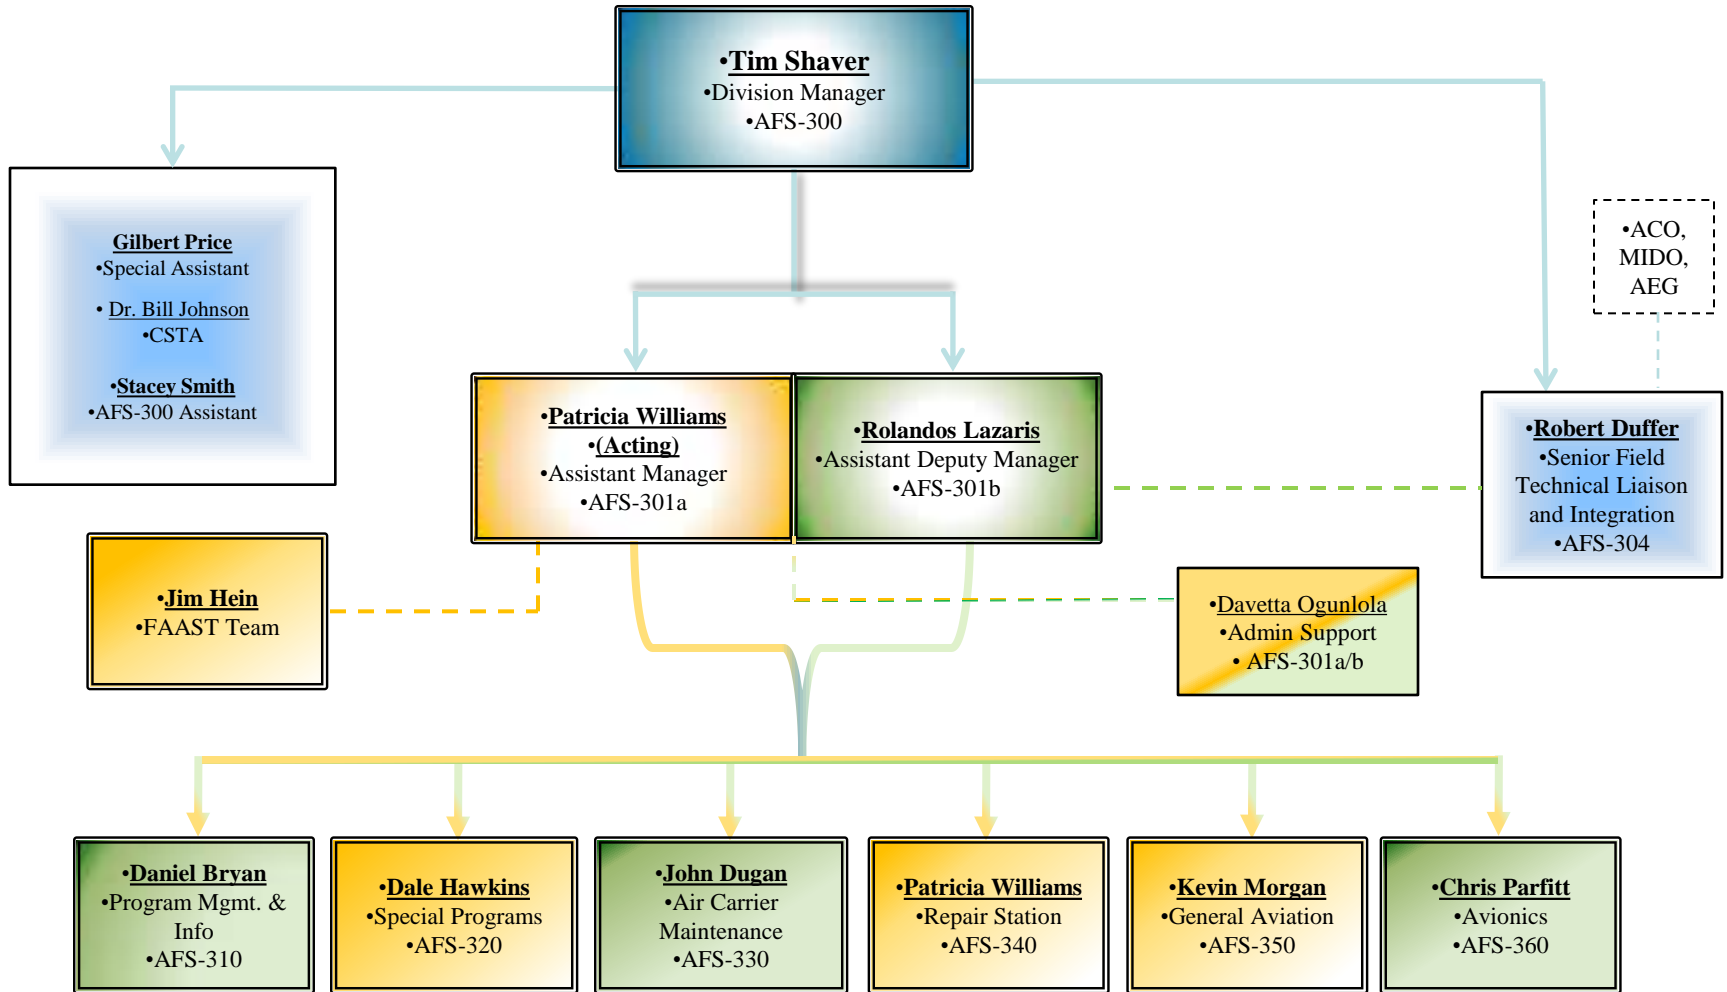 •Tim Shaver
•Division Manager
•AFS-300
Gilbert Price
•Special Assistant
• Dr. Bill Johnson
•CSTA
•Stacey Smith
•AFS-300 Assistant
•ACO,
MIDO,
AEG
•Patricia Williams
•(Acting)
•Assistant Manager
•AFS-301a
•Rolandos Lazaris
•Assistant Deputy Manager
•AFS-301b
•Robert Duffer
•Senior Field
Technical Liaison
and Integration
•AFS-304
•Jim Hein
•FAAST Team
•Davetta Ogunlola
•Admin Support
• AFS-301a/b
•Daniel Bryan
•Program Mgmt. &
Info
•AFS-310
•Dale Hawkins
•Special Programs
•AFS-320
•John Dugan
•Air Carrier
Maintenance
•AFS-330
•Patricia Williams
•Repair Station
•AFS-340
•Kevin Morgan
•General Aviation
•AFS-350
•Chris Parfitt
•Avionics
•AFS-360